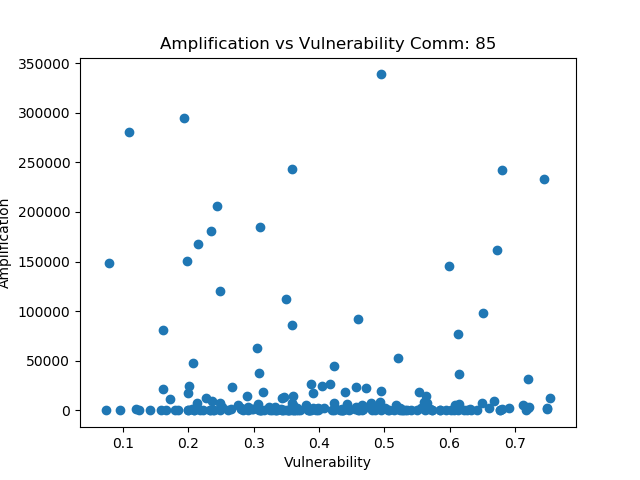 Amplification vs Vulnerability Comm: 85
350000
300000
250000
200000
150000
100000
50000
0
Amplification
0.1 0.2 0.3 0.4 0.5 0.6 0.7
Vulnerability